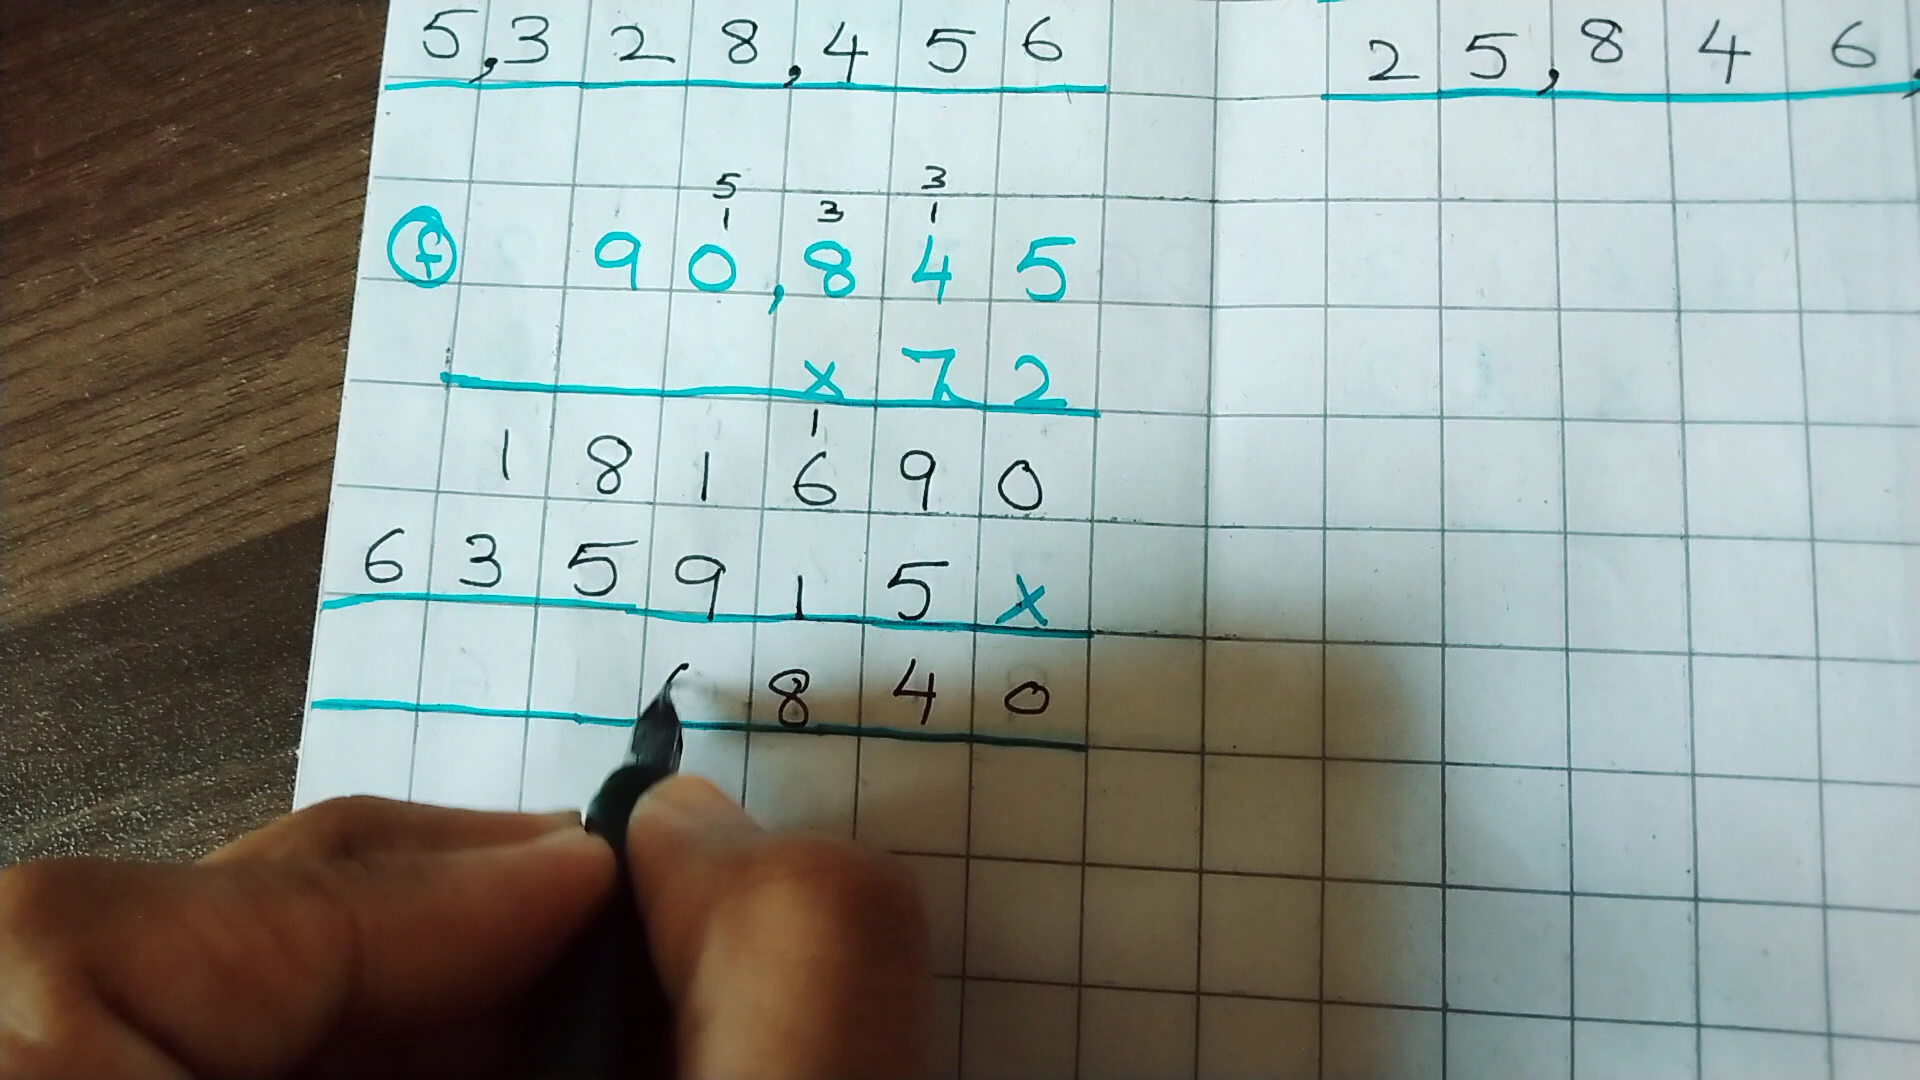 5,328,456
25,846,
5 3
1 3 1
f 90,845
x 72
1
181690
635915x
840